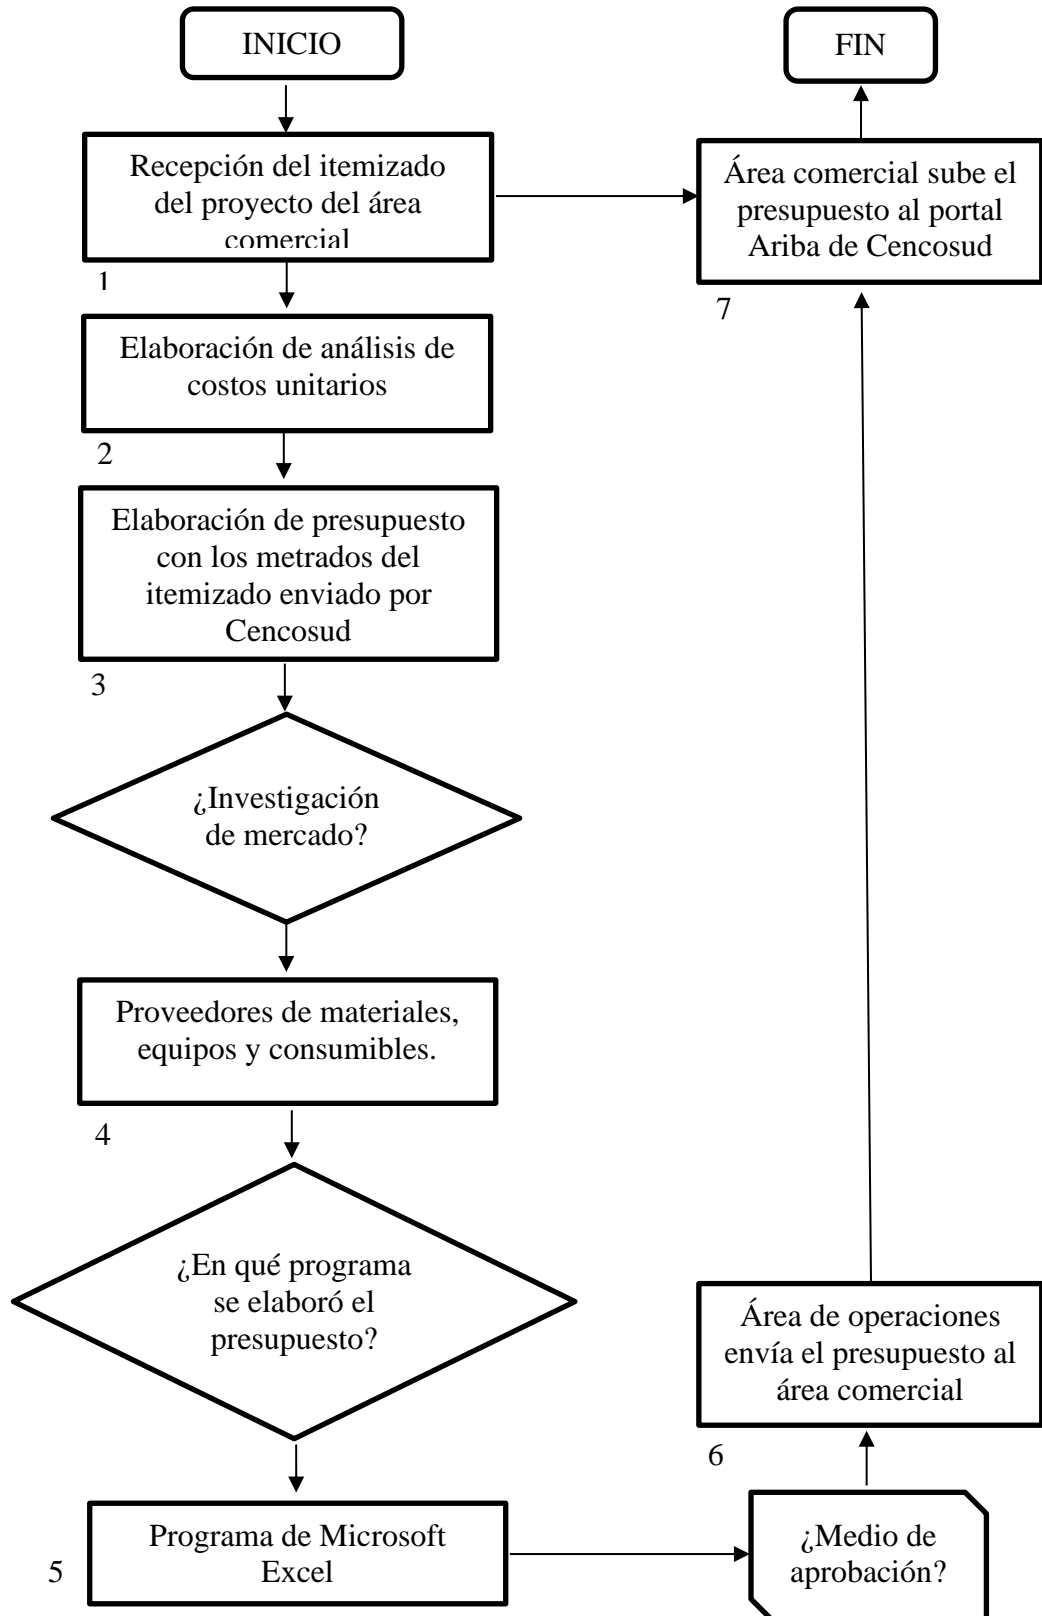 INICIO
Recepción del itemizado
del proyecto del área
comercial
1
Elaboración de análisis de
costos unitarios
2
Elaboración de presupuesto
con los metrados del
itemizado enviado por
Cencosud
3
¿Investigación
de mercado?
Proveedores de materiales,
equipos y consumibles.
4
¿En qué programa
se elaboró el
presupuesto?
Programa de Microsoft
Excel
5
¿Medio de
aprobación?
Área de operaciones
envía el presupuesto al
área comercial
6
Área comercial sube el
presupuesto al portal
Ariba de Cencosud
7
FIN